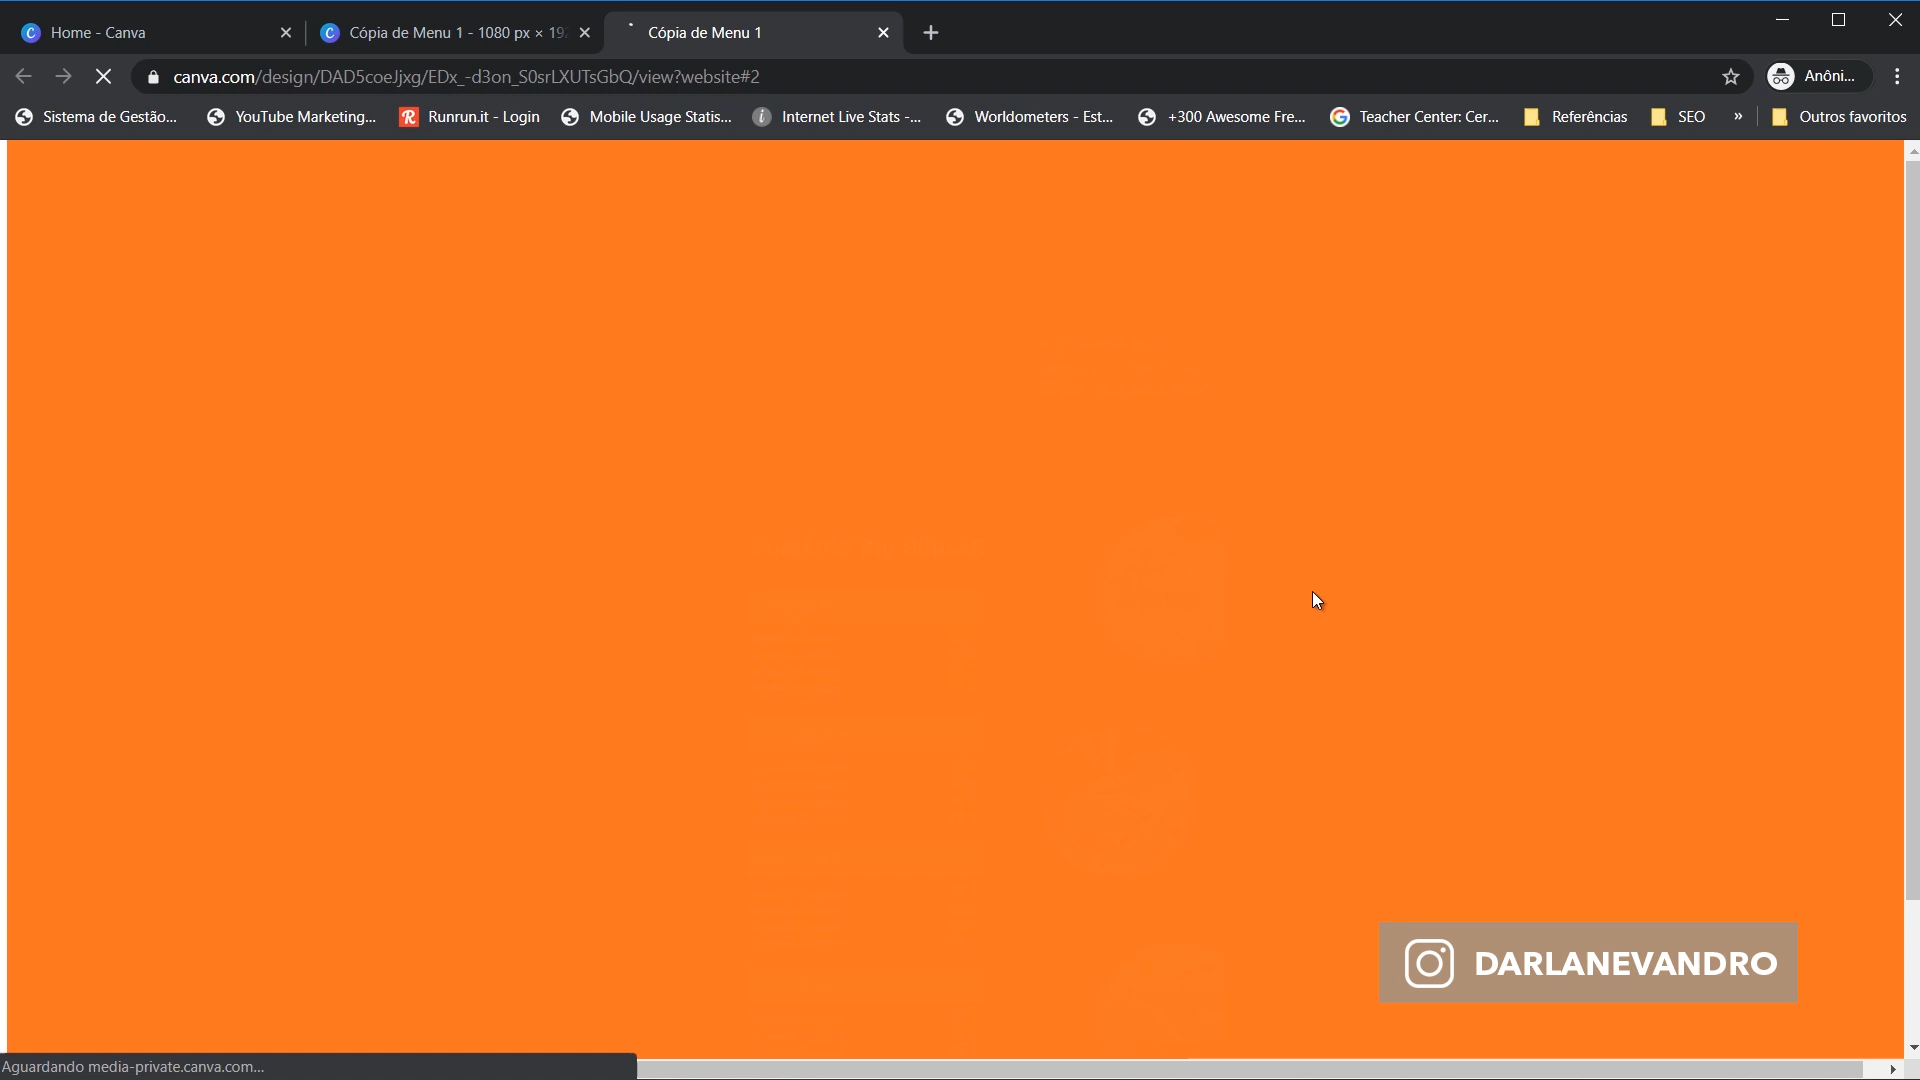 Home - Canva
Cópia de Menu 1 - 1080 px × 192
Cópia de Menu 1
canva.com/design/DAD5coeJjxg/EDx_-d3on_S0srLXUTsGbQ/view?website#2
Anôni...
Sistema de Gestão...
YouTube Marketing...
Runrun.it - Login
Mobile Usage Statis...
Internet Live Stats -...
Worldometers - Est...
+300 Awesome Fre...
Teacher Center: Cer...
Referências
SEO
»
Outros favoritos
DARLANEVANDRO
Aguardando media-private.canva.com...